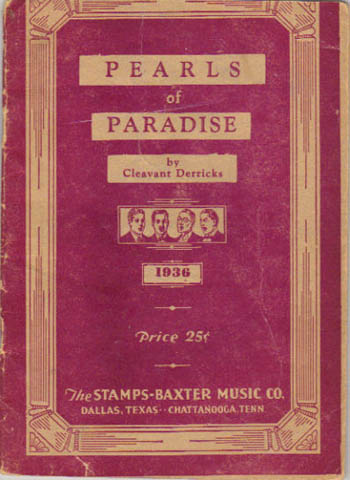 PEARLS
of
PARADISE
by
Cleavant Derricks
1936
Price 25¢
The STAMPS-BAXTER MUSIC CO.
DALLAS, TEXAS · · CHATTANOOGA, TENN